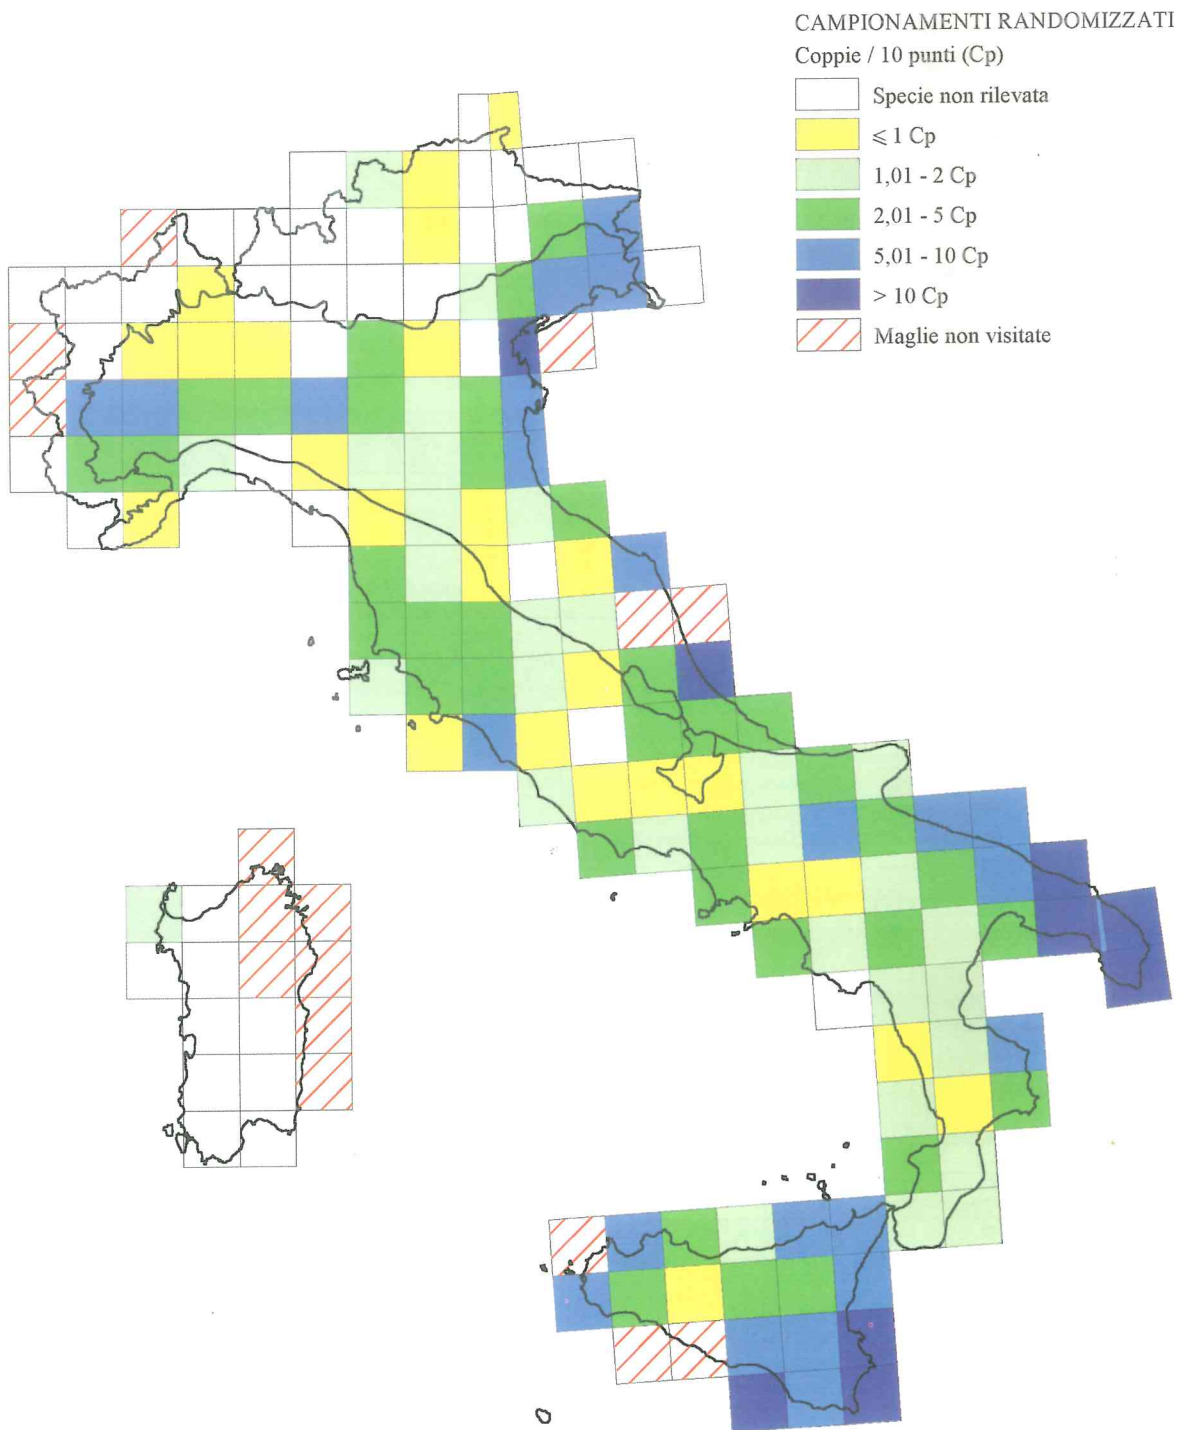 CAMPIONAMENTI RANDOMIZZATI
Coppie / 10 punti (Cp)
Specie non rilevata
⩽ 1 Cp
1,01 - 2 Cp
2,01 - 5 Cp
5,01 - 10 Cp
> 10 Cp
Maglie non visitate